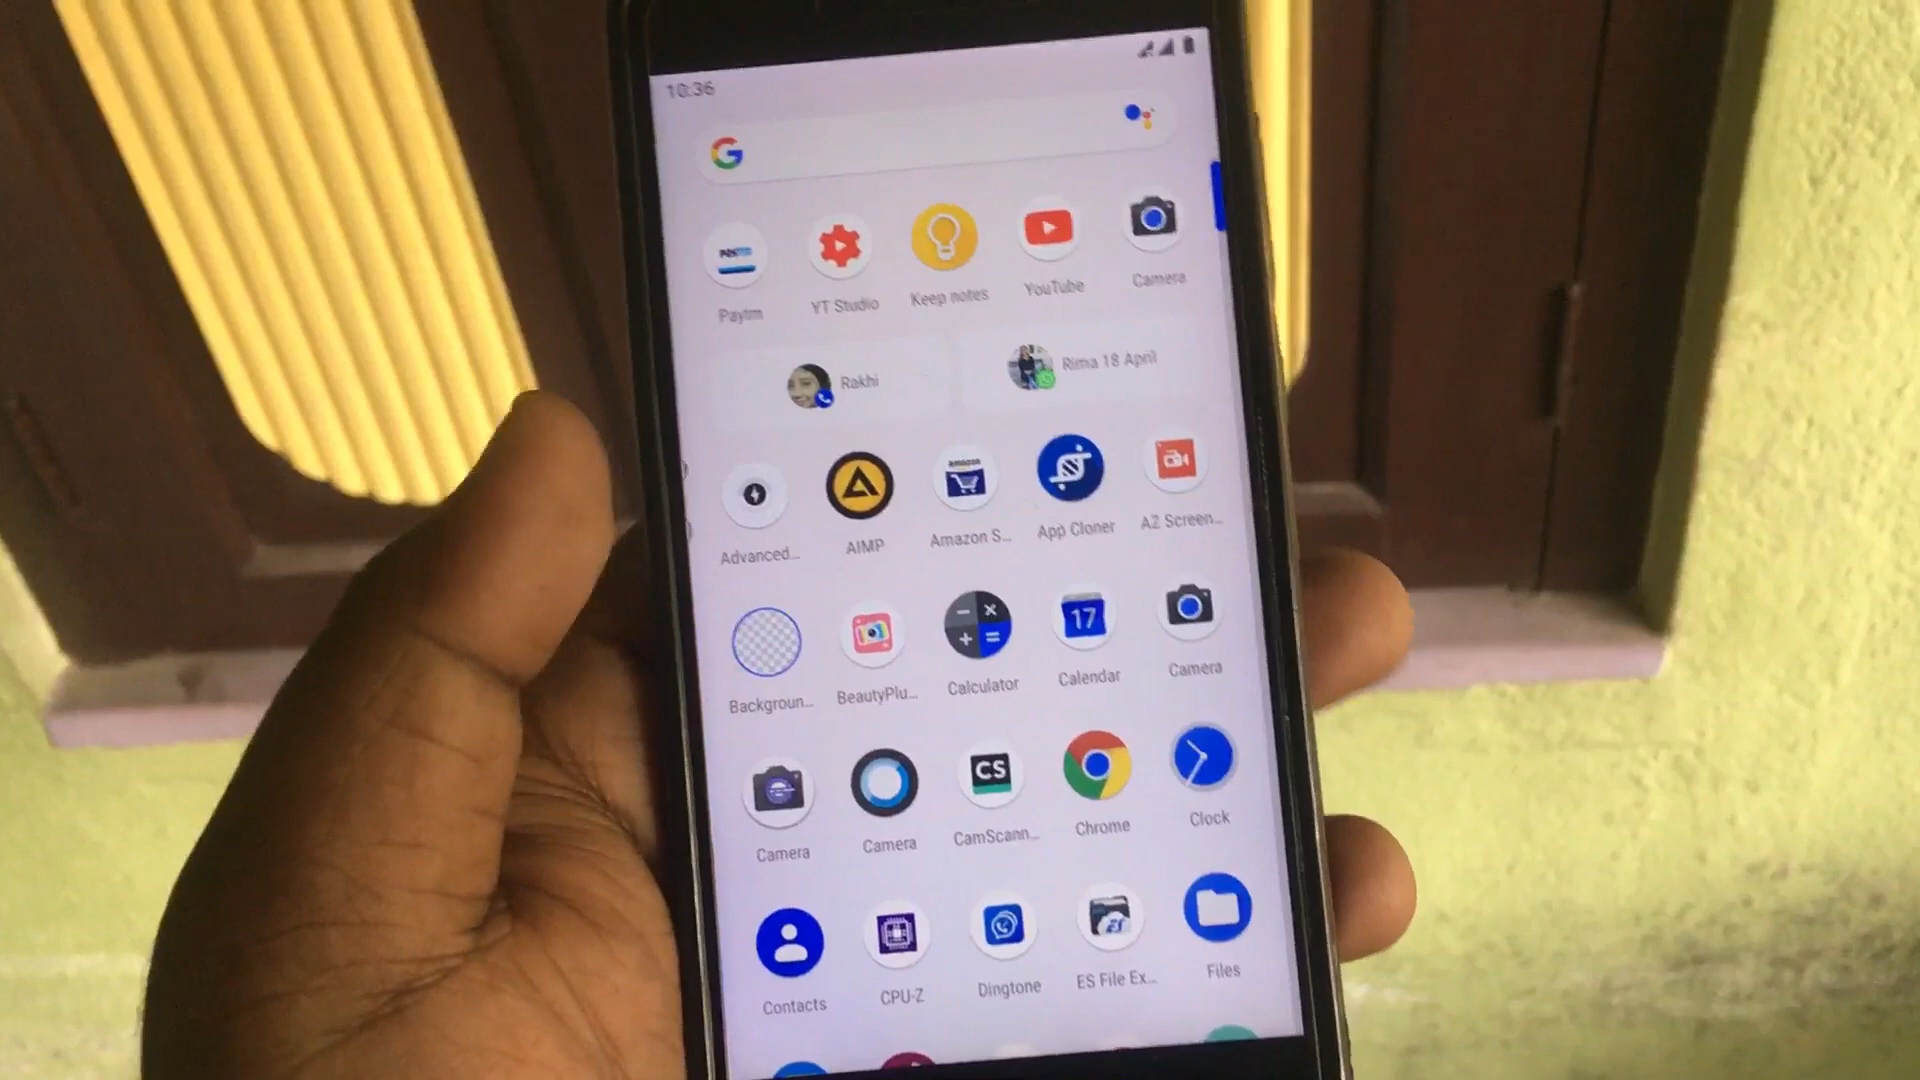 10:36
Paytm
YT Studio
Keep notes
YouTube
Camera
Rakhi
Rima 18 April
amazon
Advanced...
AIMP
Amazon S...
App Cloner
AZ Screen...
17
Backgroun...
BeautyPlu...
Calculator
Calendar
Camera
CS
Camera
Camera
CamScann...
Chrome
Clock
ES
Contacts
CPU-Z
Dingtone
ES File Ex...
Files